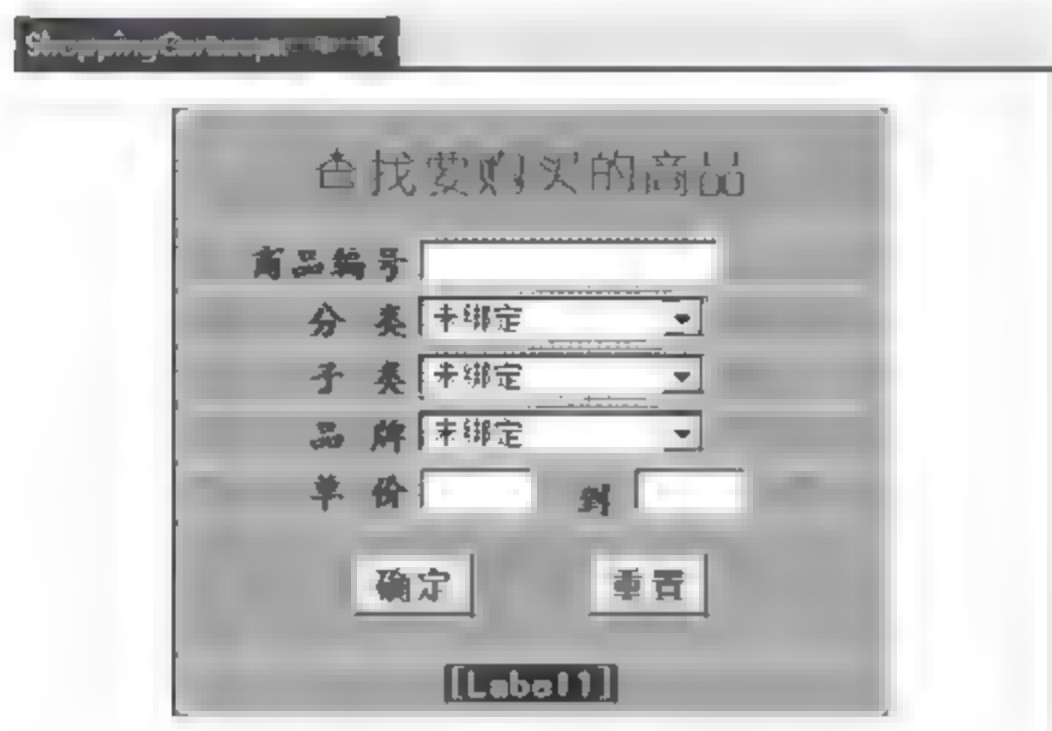 查找要购买的商品
商品编号
分 类 未绑定
子 类 未绑定
品 牌 未绑定
单 价 到
确定 重置
[Label1]